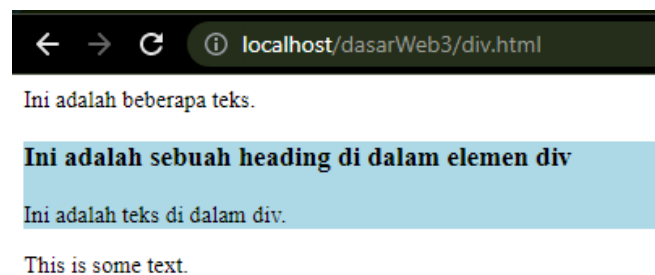 localhost/dasarWeb3/div.html
Ini adalah beberapa teks.
Ini adalah sebuah heading di dalam elemen div
Ini adalah teks di dalam div.
This is some text.